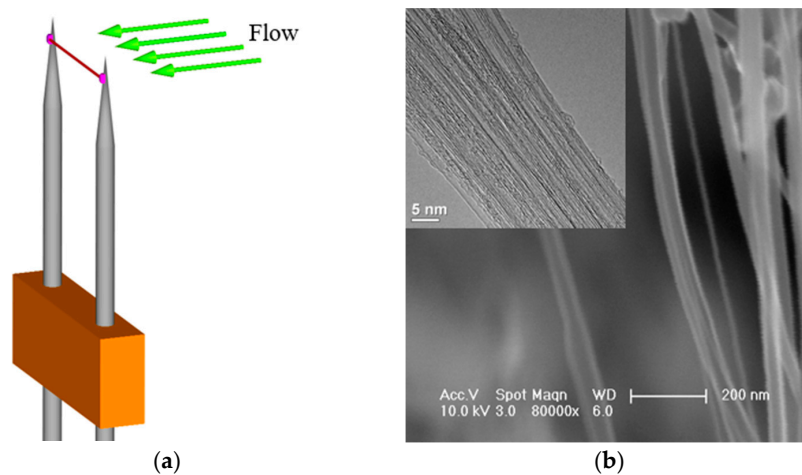 Flow
5 nm
Acc.V Spot Magn WD
10.0 kV 3.0 80000x 6.0
200 nm
(a)
(b)